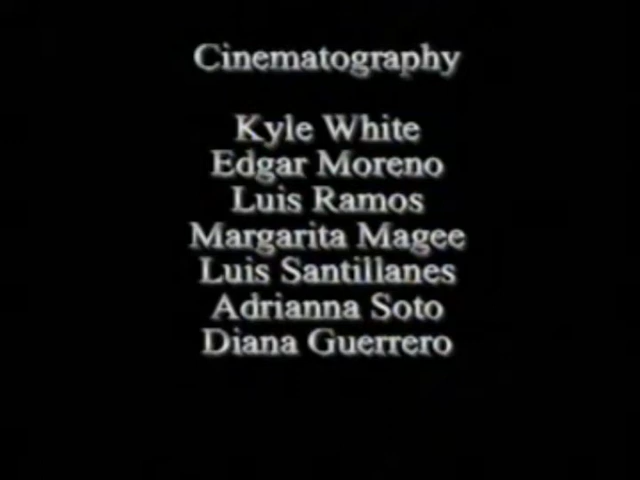 Cinematography
Kyle White
Edgar Moreno
Luis Ramos
Margarita Magee
Luis Santillanes
Adrianna Soto
Diana Guerrero